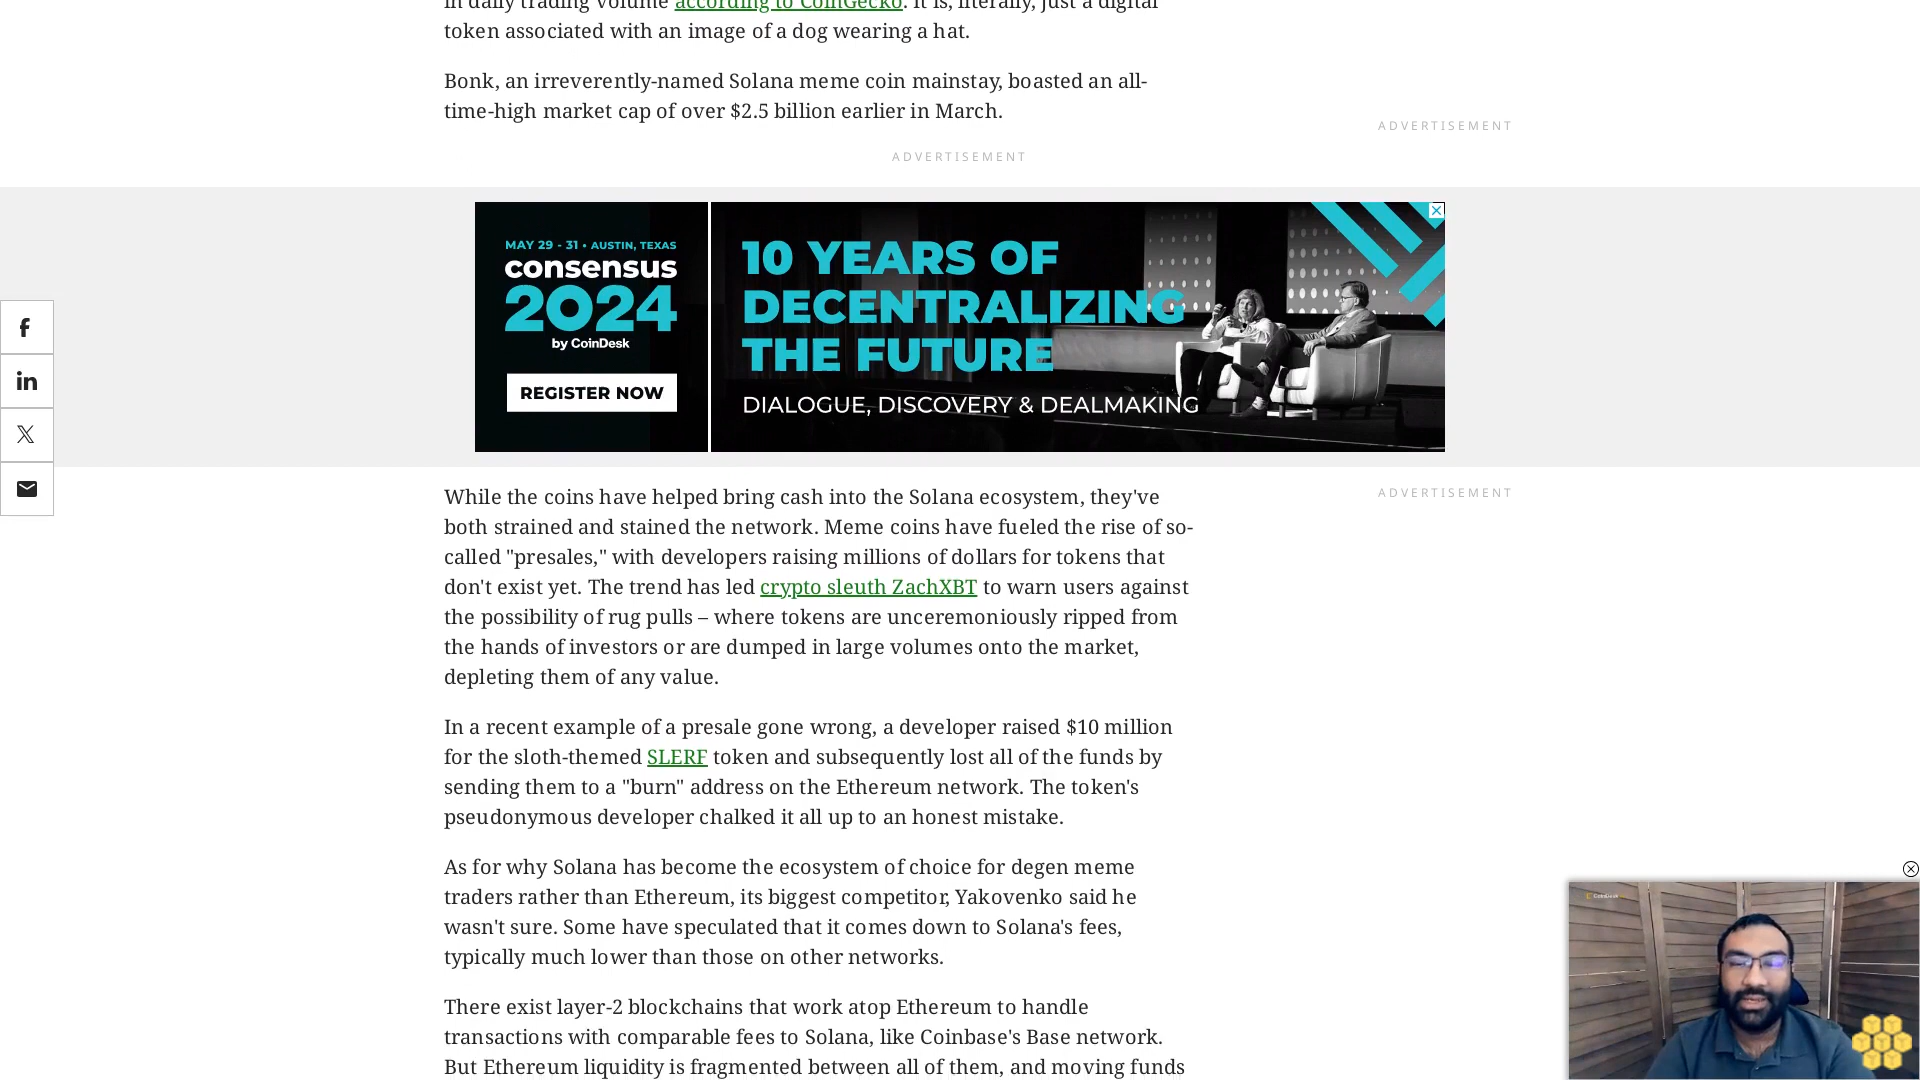 in daily trading volume according to CoinGecko. It is, literally, just a digital
token associated with an image of a dog wearing a hat.
Bonk, an irreverently-named Solana meme coin mainstay, boasted an all-
time-high market cap of over $2.5 billion earlier in March.
ADVERTISEMENT
ADVERTISEMENT
MAY 29 - 31 • AUSTIN, TEXAS
consensus
2024
by CoinDesk
REGISTER NOW
10 YEARS OF
DECENTRALIZING
THE FUTURE
DIALOGUE, DISCOVERY & DEALMAKING
While the coins have helped bring cash into the Solana ecosystem, they've
both strained and stained the network. Meme coins have fueled the rise of so-
called "presales," with developers raising millions of dollars for tokens that
don't exist yet. The trend has led crypto sleuth ZachXBT to warn users against
the possibility of rug pulls – where tokens are unceremoniously ripped from
the hands of investors or are dumped in large volumes onto the market,
depleting them of any value.
ADVERTISEMENT
In a recent example of a presale gone wrong, a developer raised $10 million
for the sloth-themed SLERF token and subsequently lost all of the funds by
sending them to a "burn" address on the Ethereum network. The token's
pseudonymous developer chalked it all up to an honest mistake.
As for why Solana has become the ecosystem of choice for degen meme
traders rather than Ethereum, its biggest competitor, Yakovenko said he
wasn't sure. Some have speculated that it comes down to Solana's fees,
typically much lower than those on other networks.
There exist layer-2 blockchains that work atop Ethereum to handle
transactions with comparable fees to Solana, like Coinbase's Base network.
But Ethereum liquidity is fragmented between all of them, and moving funds
CoinDesk